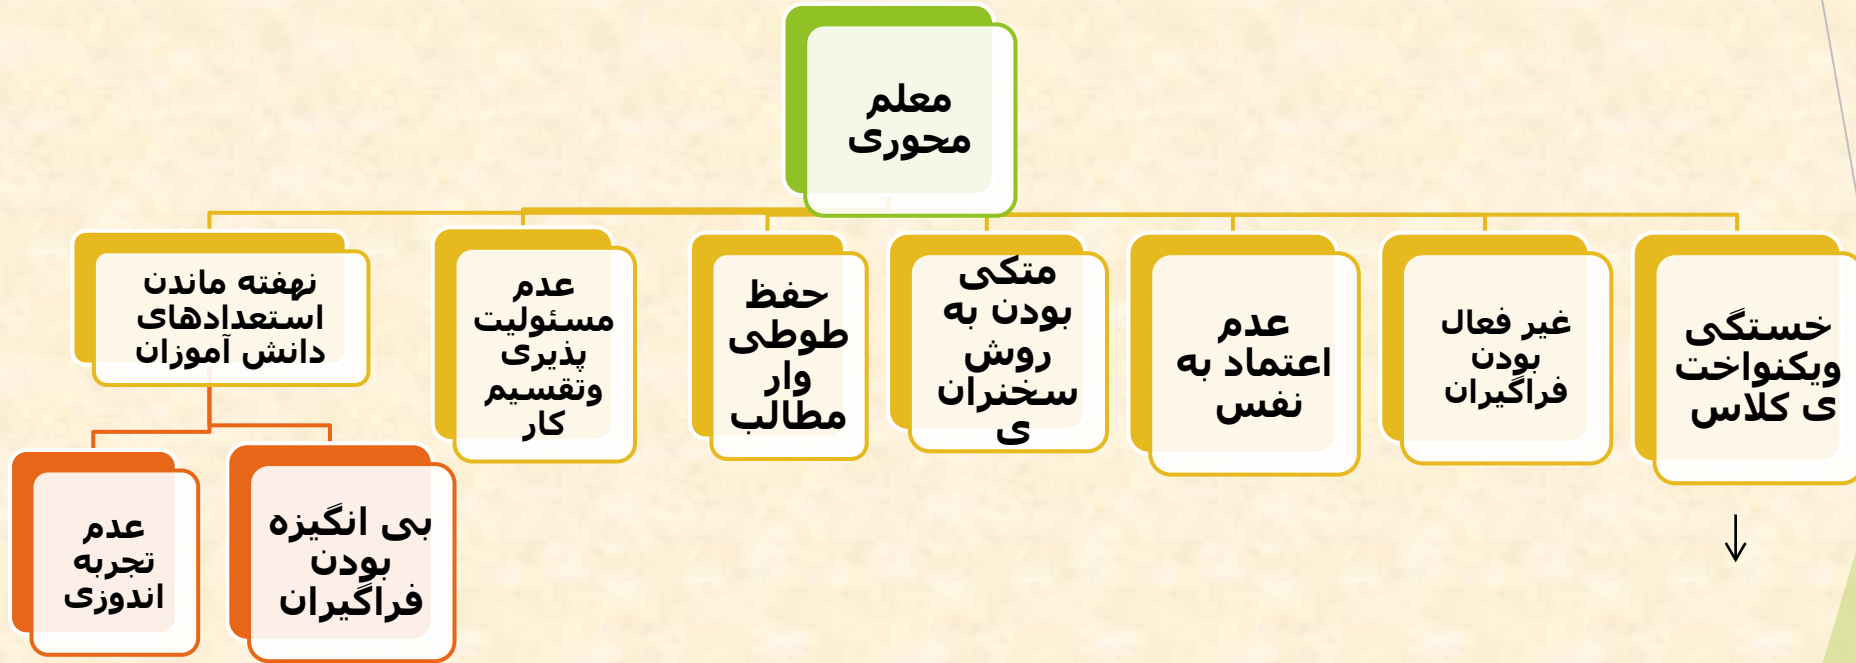 معلم
محوری
خستگی
ویکنواخت
ی کلاس
غیر فعال
بودن
فراگیران
عدم
اعتماد به
نفس
متکی
بودن به
روش
سخنران
ی
حفظ
طوطی
وار
مطالب
عدم
مسئولیت
پذیری
وتقسیم
کار
نهفته ماندن
استعدادهای
دانش آموزان
بی انگیزه
بودن
فراگیران
عدم
تجربه
اندوزی